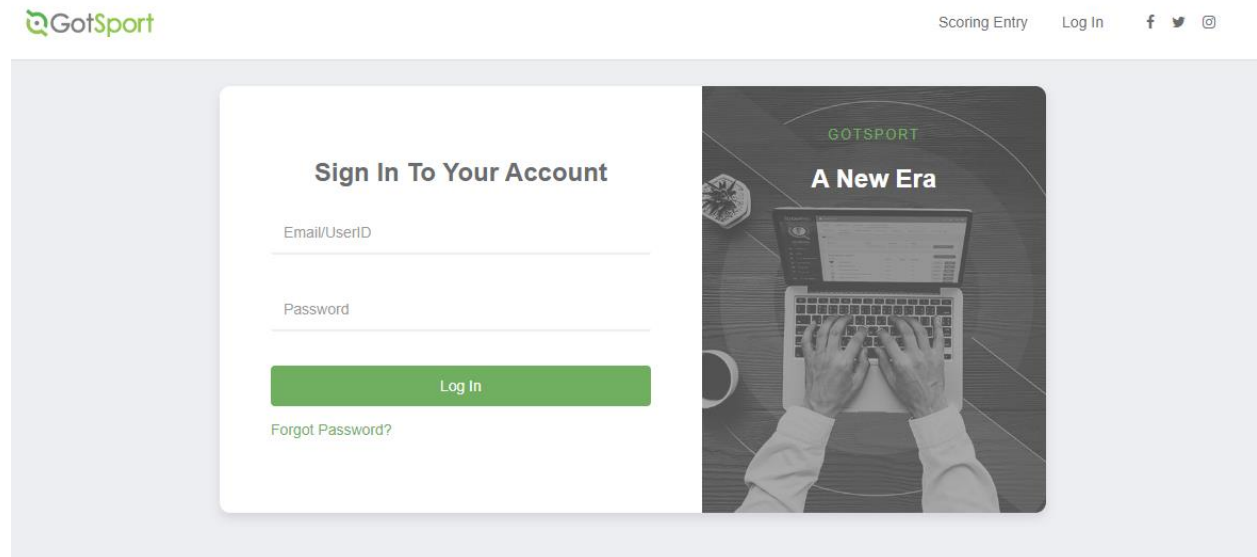 GotSport
Scoring Entry Log In
Sign In To Your Account
Email/UserID
Password
Log In
Forgot Password?
GOTSPORT
A New Era